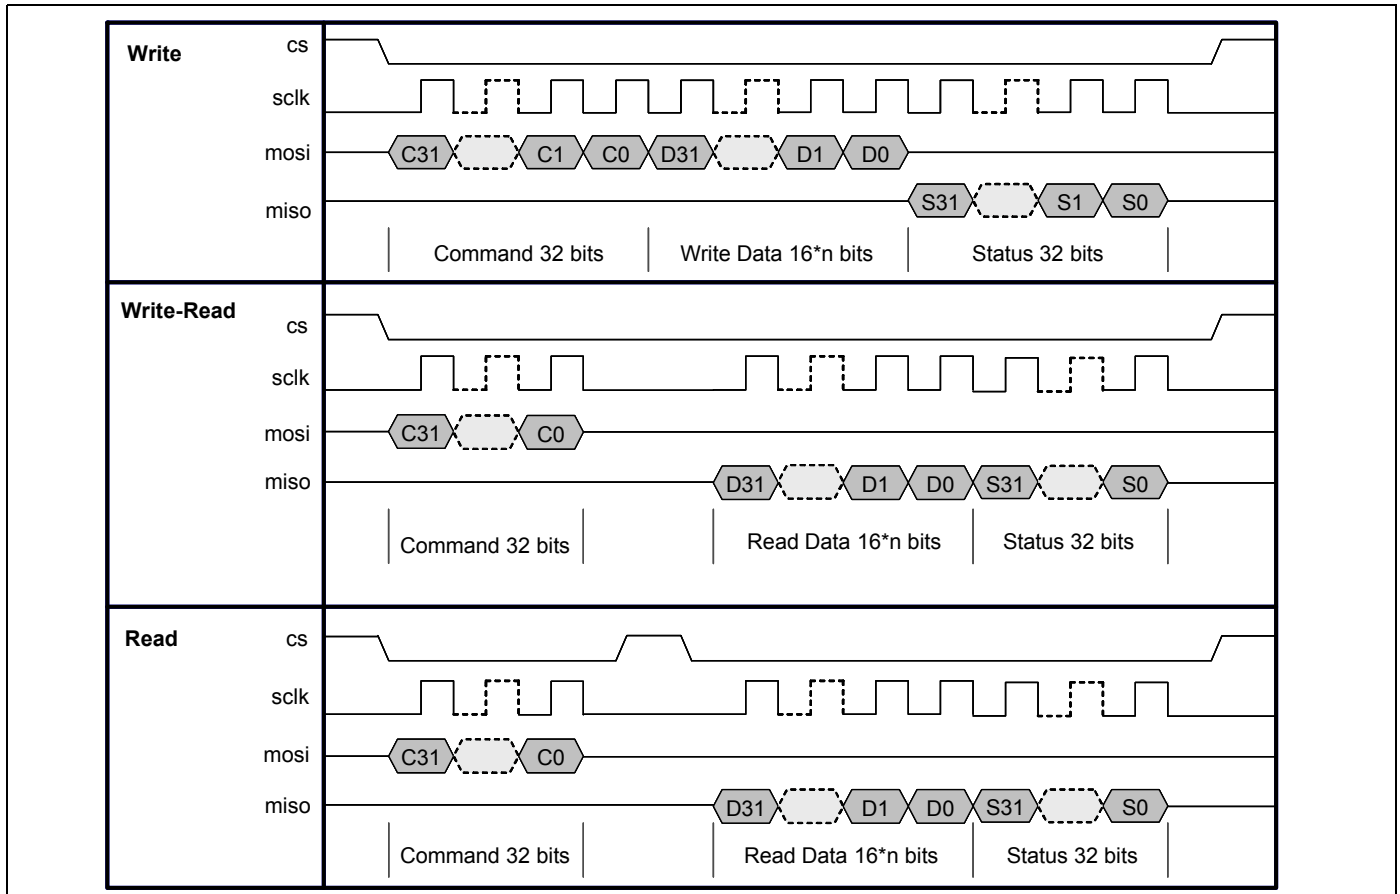 Write
cs
sclk
mosi C31 C1 C0 D31 D1 D0
miso S31 S1 S0
Command 32 bits Write Data 16*n bits Status 32 bits
Write-Read
cs
sclk
mosi C31 C0
miso D31 D1 D0 S31 S0
Command 32 bits Read Data 16*n bits Status 32 bits
Read cs
sclk
mosi C31 C0
miso D31 D1 D0 S31 S0
Command 32 bits Read Data 16*n bits Status 32 bits